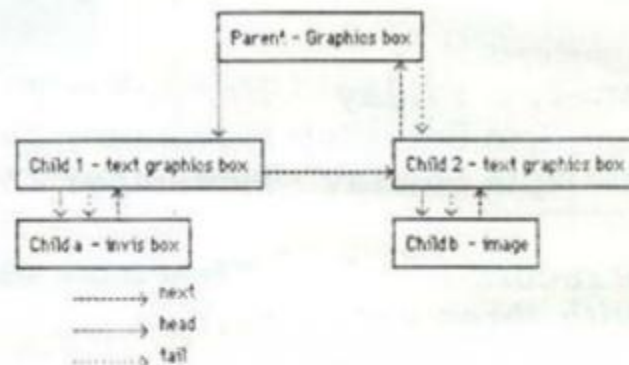 Parent - Graphics box
Child 1 - text graphics box
Child 2 - text graphics box
Child a - invis box
Child b - image
next
head
tail